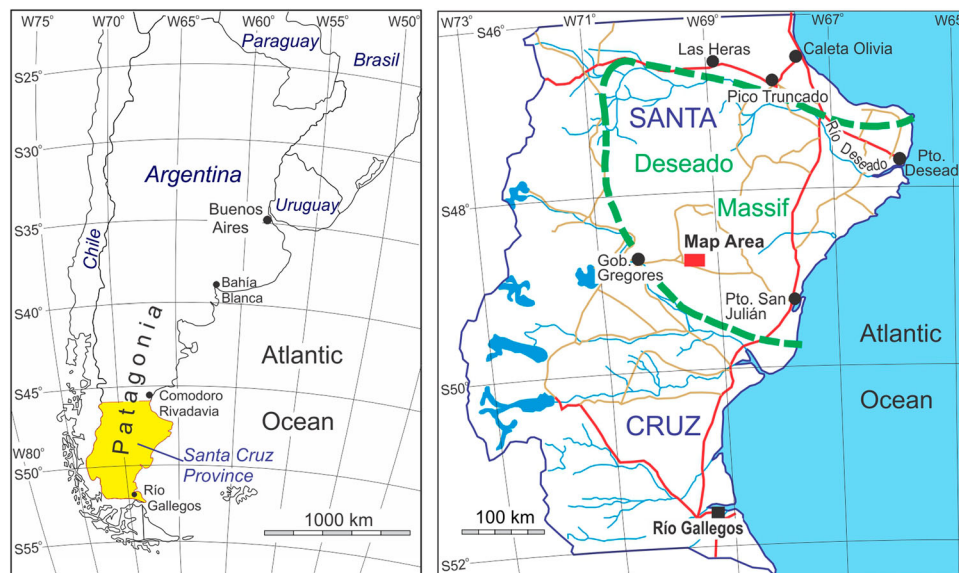 W75°
W70°
W65°
W60°
W55°
W50°
Paraguay
Brasil
S25°
S30°
Argentina
Uruguay
Buenos
Aires
S35°
Chile
Bahía
Blanca
S40°
Patagonia
Atlantic
Ocean
S45°
Comodoro
Rivadavia
W80°
Santa Cruz
Province
S50°
Río
Gallegos
1000 km
S55°
W73°
W71°
W69°
W67°
W65
S46°
Las Heras
Caleta Olivia
Pico Truncado
SANTA
Río Deseado
Deseado
Pto.
Desead
Massif
S48°
Map Area
Gob.
Gregores
Pto. San
Julián
Atlantic
Ocean
S50°
CRUZ
100 km
Río Gallegos
S52°